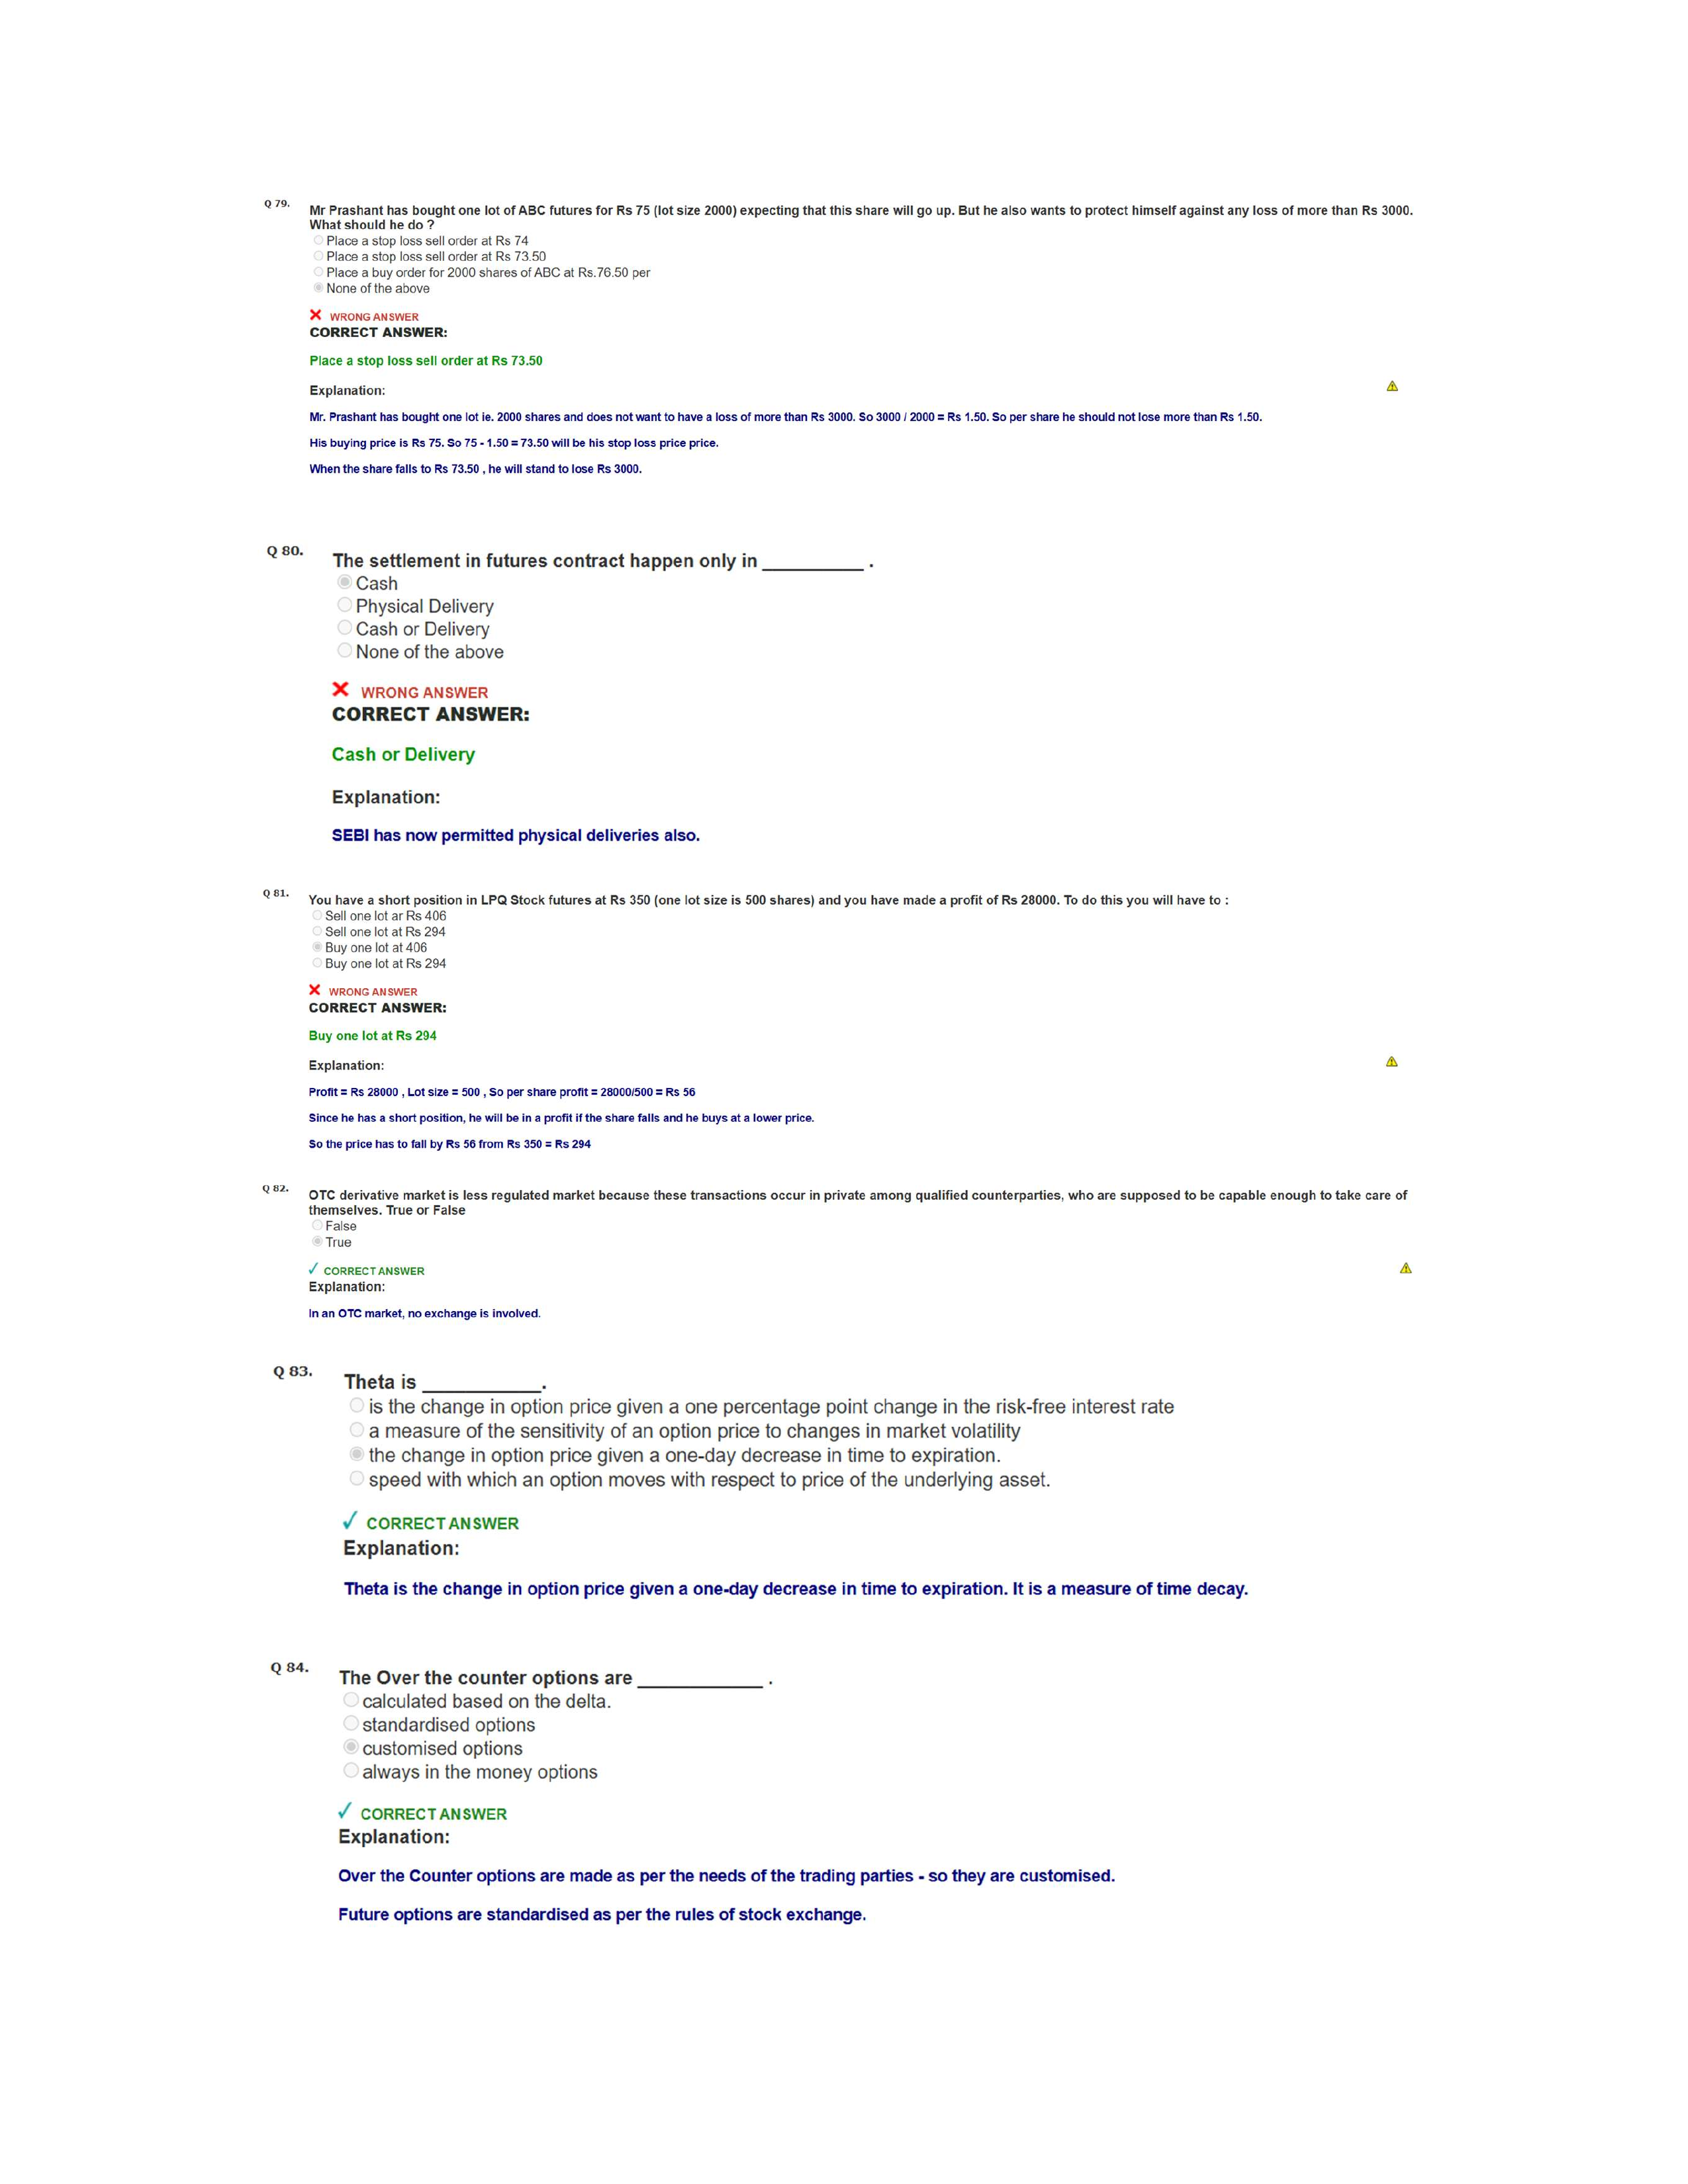 Q 79.
Mr Prashant has bought one lot of ABC futures for Rs 75 (lot size 2000) expecting that this share will go up. But he also wants to protect himself against any loss of more than Rs 3000.
What should he do ?
Place a stop loss sell order at Rs 74
Place a stop loss sell order at Rs 73.50
Place a buy order for 2000 shares of ABC at Rs.76.50 per
None of the above
WRONG ANSWER
CORRECT ANSWER:
Place a stop loss sell order at Rs 73.50
Explanation:
Mr. Prashant has bought one lot ie. 2000 shares and does not want to have a loss of more than Rs 3000. So 3000 / 2000 = Rs 1.50. So per share he should not lose more than Rs 1.50.
His buying price is Rs 75. So 75 - 1.50 = 73.50 will be his stop loss price price.
When the share falls to Rs 73.50 , he will stand to lose Rs 3000.
Q 80.
The settlement in futures contract happen only in __________ .
Cash
Physical Delivery
Cash or Delivery
None of the above
WRONG ANSWER
CORRECT ANSWER:
Cash or Delivery
Explanation:
SEBI has now permitted physical deliveries also.
Q 81.
You have a short position in LPQ Stock futures at Rs 350 (one lot size is 500 shares) and you have made a profit of Rs 28000. To do this you will have to :
Sell one lot ar Rs 406
Sell one lot at Rs 294
Buy one lot at 406
Buy one lot at Rs 294
WRONG ANSWER
CORRECT ANSWER:
Buy one lot at Rs 294
Explanation:
Profit = Rs 28000 , Lot size = 500 , So per share profit = 28000/500 = Rs 56
Since he has a short position, he will be in a profit if the share falls and he buys at a lower price.
So the price has to fall by Rs 56 from Rs 350 = Rs 294
Q 82.
OTC derivative market is less regulated market because these transactions occur in private among qualified counterparties, who are supposed to be capable enough to take care of
themselves. True or False
False
True
CORRECT ANSWER
Explanation:
In an OTC market, no exchange is involved.
Q 83.
Theta is ___________.
is the change in option price given a one percentage point change in the risk-free interest rate
a measure of the sensitivity of an option price to changes in market volatility
the change in option price given a one-day decrease in time to expiration.
speed with which an option moves with respect to price of the underlying asset.
CORRECT ANSWER
Explanation:
Theta is the change in option price given a one-day decrease in time to expiration. It is a measure of time decay.
Q 84.
The Over the counter options are ____________ .
calculated based on the delta.
standardised options
customised options
always in the money options
CORRECT ANSWER
Explanation:
Over the Counter options are made as per the needs of the trading parties - so they are customised.
Future options are standardised as per the rules of stock exchange.